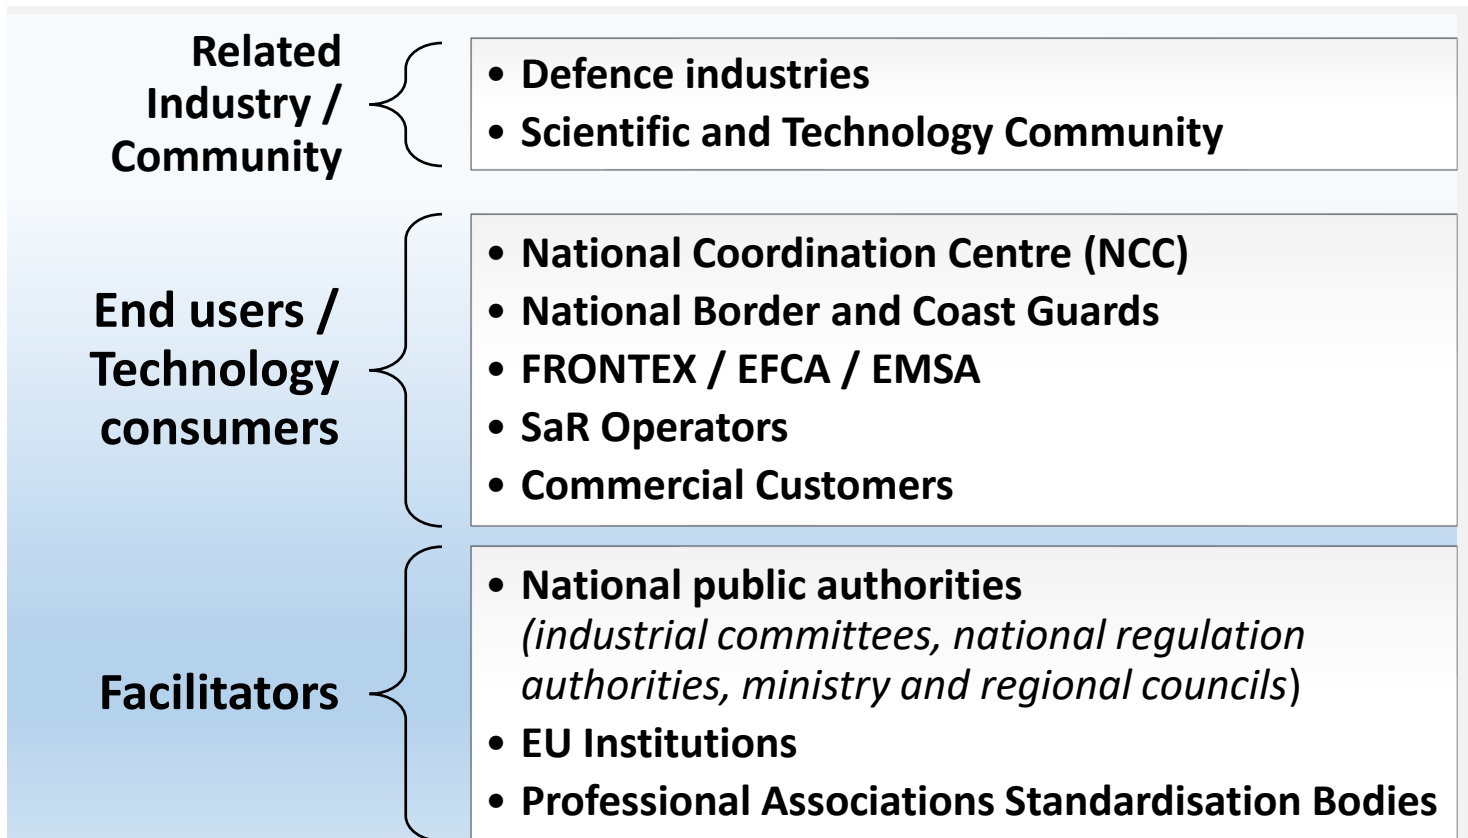 Related
Industry /
Community
• Defence industries
• Scientific and Technology Community
End users /
Technology
consumers
• National Coordination Centre (NCC)
• National Border and Coast Guards
• FRONTEX / EFCA / EMSA
• SaR Operators
• Commercial Customers
Facilitators
• National public authorities
(industrial committees, national regulation
authorities, ministry and regional councils)
• EU Institutions
• Professional Associations Standardisation Bodies